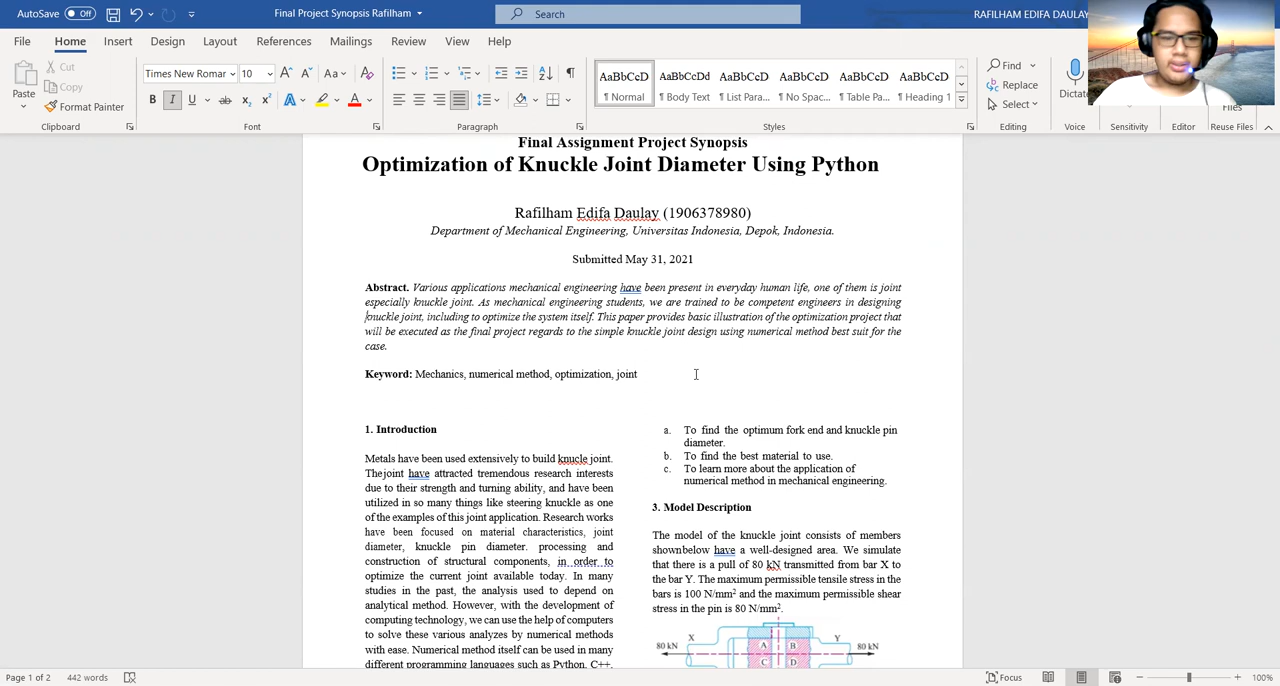 AutoSave Off
Final Project Synopsis Rafilham
Search
RAFILHAM EDIFA DAULAY
File Home Insert Design Layout References Mailings Review View Help
Paste
Cut
Copy
Format Painter
Clipboard
Times New Romar 10
Aa
B I U ab x₂ x²
A A
Font
Paragraph
AaBbCcD AaBbCcDd AaBbCcD AaBbCcD AaBbCcD AaBbCcD
¶ Normal ¶ Body Text ¶ List Para... ¶ No Spac... ¶ Table Pa... ¶ Heading 1
Styles
Find
Replace
Select
Editing
Dictate
Voice
Sensitivity
Editor
Files
Reuse Files
Final Assignment Project Synopsis
Optimization of Knuckle Joint Diameter Using Python
Rafilham Edifa Daulay (1906378980)
Department of Mechanical Engineering, Universitas Indonesia, Depok, Indonesia.
Submitted May 31, 2021
Abstract. Various applications mechanical engineering have been present in everyday human life, one of them is joint
especially knuckle joint. As mechanical engineering students, we are trained to be competent engineers in designing
knuckle joint, including to optimize the system itself. This paper provides basic illustration of the optimization project that
will be executed as the final project regards to the simple knuckle joint design using numerical method best suit for the
case.
Keyword: Mechanics, numerical method, optimization, joint
1. Introduction
Metals have been used extensively to build knucle joint.
Thejoint have attracted tremendous research interests
due to their strength and turning ability, and have been
utilized in so many things like steering knuckle as one
of the examples of this joint application. Research works
have been focused on material characteristics, joint
diameter, knuckle pin diameter. processing and
construction of structural components, in order to
optimize the current joint available today. In many
studies in the past, the analysis used to depend on
analytical method. However, with the development of
computing technology, we can use the help of computers
to solve these various analyzes by numerical methods
with ease. Numerical method itself can be used in many
different programming languages such as Python, C++,
a. To find the optimum fork end and knuckle pin
diameter.
b. To find the best material to use.
c. To learn more about the application of
numerical method in mechanical engineering.
3. Model Description
The model of the knuckle joint consists of members
shownbelow have a well-designed area. We simulate
that there is a pull of 80 kN transmitted from bar X to
the bar Y. The maximum permissible tensile stress in the
bars is 100 N/mm² and the maximum permissible shear
stress in the pin is 80 N/mm².
80 kN X A B Y 80 kN
C D
Page 1 of 2 442 words
Focus
100%